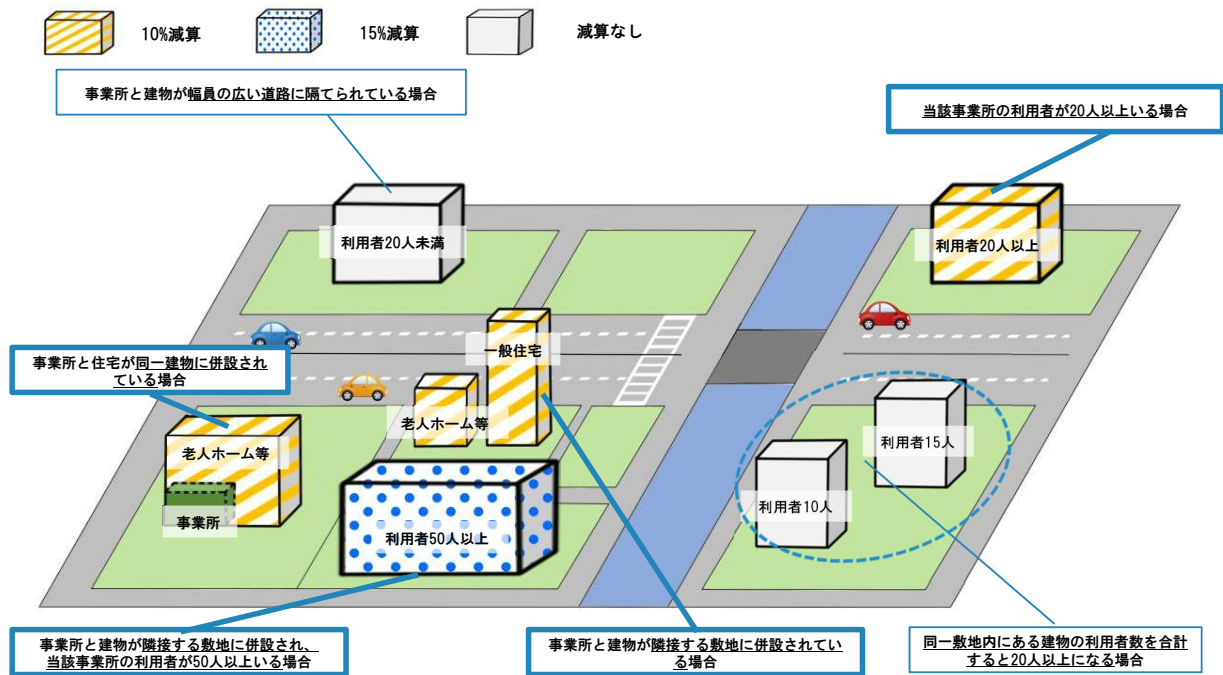 10%減算
15%減算
減算なし
事業所と建物が幅員の広い道路に隔てられている場合
当該事業所の利用者が20人以上いる場合
利用者20人未満
利用者20人以上
一般住宅
事業所と住宅が同一建物に併設され
ている場合
老人ホーム等
利用者15人
老人ホーム等
利用者10人
事業所
利用者50人以上
事業所と建物が隣接する敷地に併設され、
当該事業所の利用者が50人以上いる場合
事業所と建物が隣接する敷地に併設されてい
る場合
同一敷地内にある建物の利用者数を合計
すると20人以上になる場合